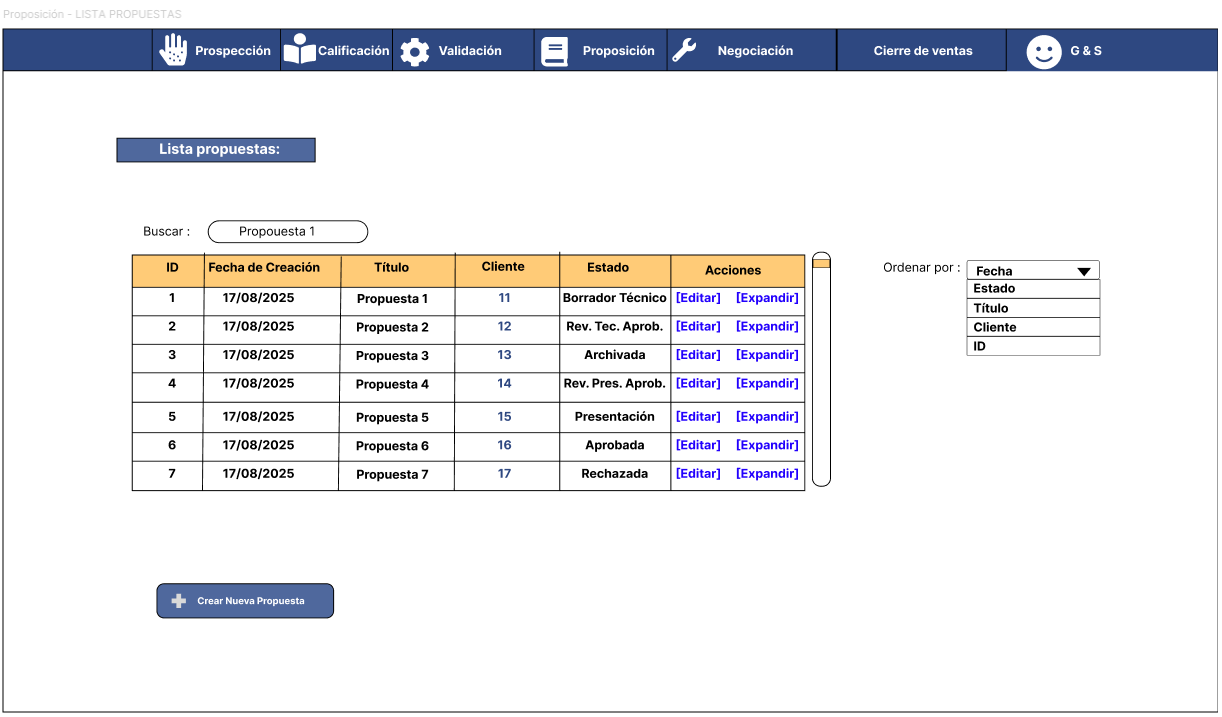 Proposición - LISTA PROPUESTAS
Prospección Calificación Validación Proposición Negociación Cierre de ventas G & S
Lista propuestas:
Buscar : Propouesta 1
Ordenar por : Fecha
Estado
Título
Cliente
ID
ID Fecha de Creación Título Cliente Estado Acciones
1 17/08/2025 Propuesta 1 11 Borrador Técnico [Editar] [Expandir]
2 17/08/2025 Propuesta 2 12 Rev. Tec. Aprob. [Editar] [Expandir]
3 17/08/2025 Propuesta 3 13 Archivada [Editar] [Expandir]
4 17/08/2025 Propuesta 4 14 Rev. Pres. Aprob. [Editar] [Expandir]
5 17/08/2025 Propuesta 5 15 Presentación [Editar] [Expandir]
6 17/08/2025 Propuesta 6 16 Aprobada [Editar] [Expandir]
7 17/08/2025 Propuesta 7 17 Rechazada [Editar] [Expandir]
Crear Nueva Propuesta